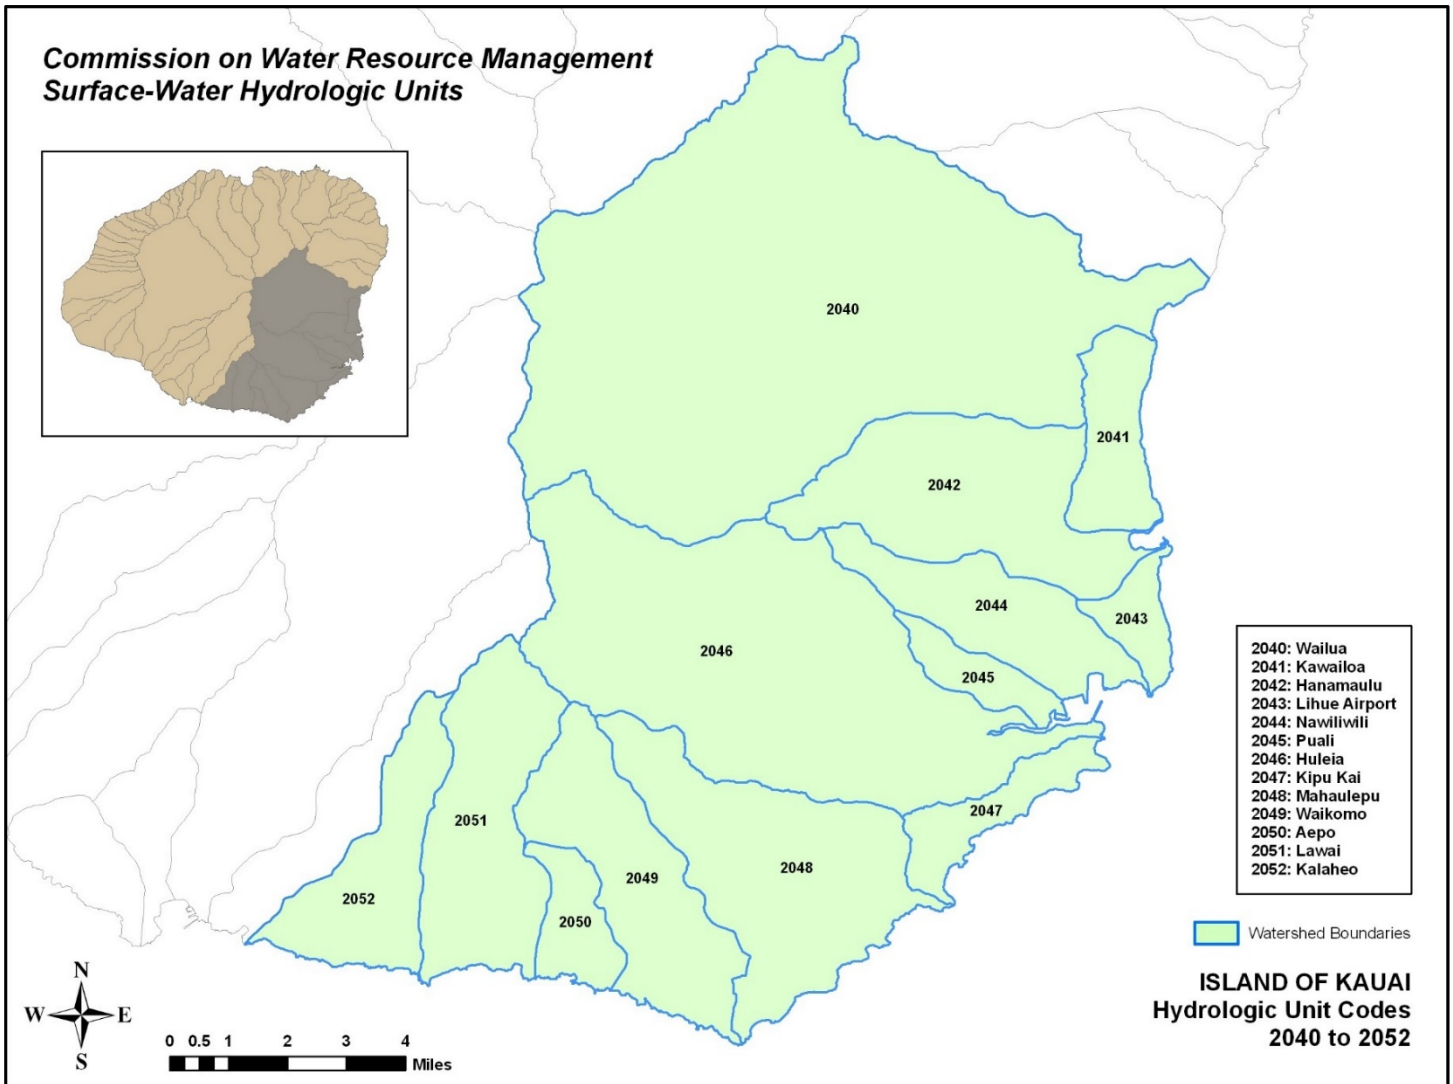 Commission on Water Resource Management
Surface-Water Hydrologic Units
2040
2041
2042
2044
2043
2046
2045
2047
2051
2048
2049
2052
2050
2040: Wailua
2041: Kawailoa
2042: Hanamaulu
2043: Lihue Airport
2044: Nawiliwili
2045: Puali
2046: Huleia
2047: Kipu Kai
2048: Mahaulepu
2049: Waikomo
2050: Aepo
2051: Lawai
2052: Kalaheo
Watershed Boundaries
ISLAND OF KAUAI
Hydrologic Unit Codes
2040 to 2052
N
W E
S
0 0.5 1 2 3 4
Miles